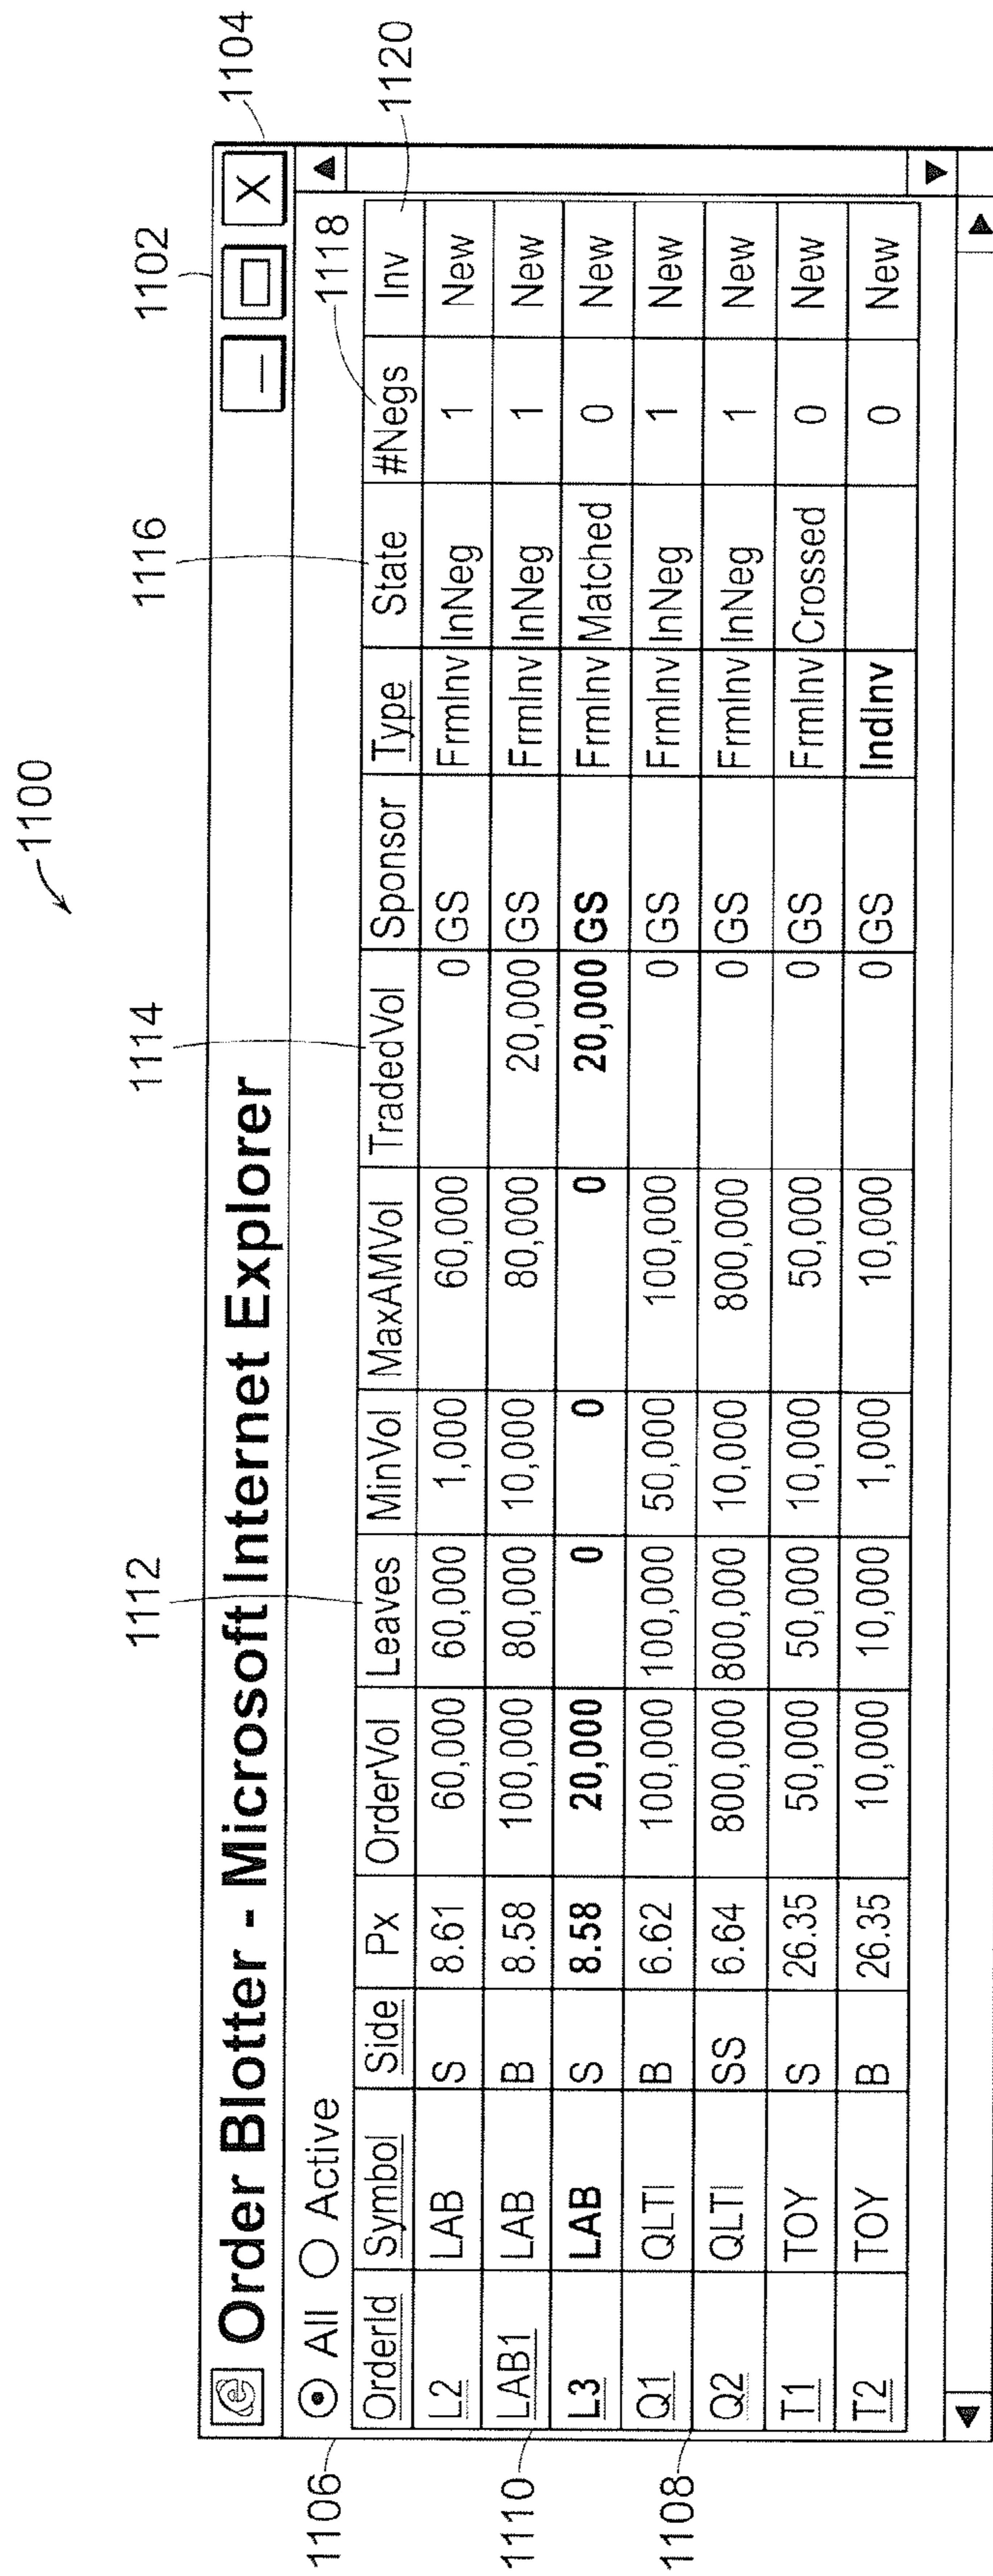 1100
1102
1104
Order Blotter - Microsoft Internet Explorer
_ X
1106 All Active
1112 1114 1116 1118 1120
OrderId Symbol Side Px OrderVol Leaves MinVol MaxAMVol TradedVol Sponsor Type State #Negs Inv
L2 LAB S 8.61 60,000 60,000 1,000 60,000 0 GS FrmInv InNeg 1 New
1110 LAB1 LAB B 8.58 100,000 80,000 10,000 80,000 20,000 GS FrmInv InNeg 1 New
L3 LAB S 8.58 20,000 0 0 0 20,000 GS FrmInv Matched 0 New
Q1 QLTI B 6.62 100,000 100,000 50,000 100,000 0 GS FrmInv InNeg 1 New
1108 Q2 QLTI SS 6.64 800,000 800,000 10,000 800,000 0 GS FrmInv InNeg 1 New
T1 TOY S 26.35 50,000 50,000 10,000 50,000 0 GS FrmInv Crossed 0 New
T2 TOY B 26.35 10,000 10,000 1,000 10,000 0 GS IndInv 0 New